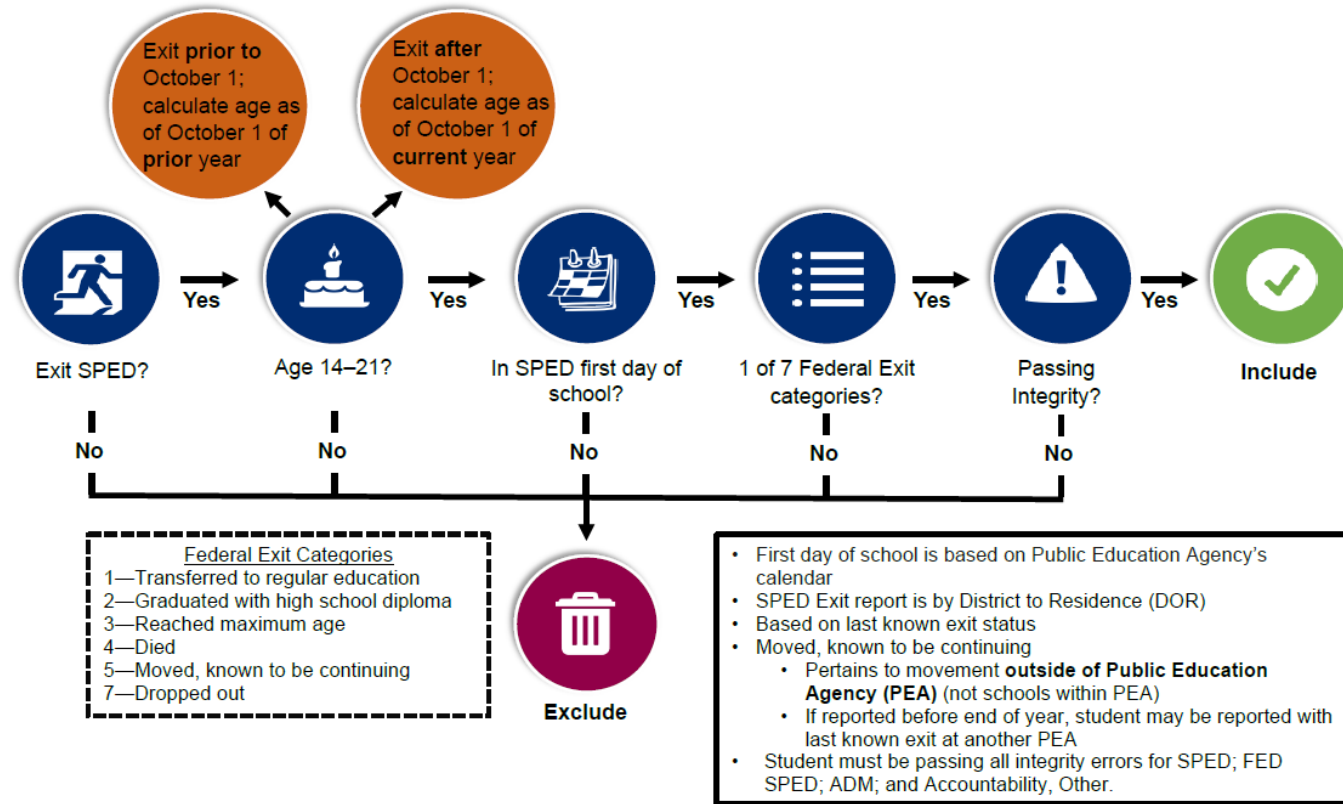 Exit prior to
October 1;
calculate age as
of October 1 of
prior year
Exit after
October 1;
calculate age as
of October 1 of
current year
Yes
Yes
Yes
Yes
Yes
Exit SPED?
Age 14–21?
In SPED first day of
school?
1 of 7 Federal Exit
categories?
Passing
Integrity?
Include
No
No
No
No
No
Federal Exit Categories
1—Transferred to regular education
2—Graduated with high school diploma
3—Reached maximum age
4—Died
5—Moved, known to be continuing
7—Dropped out
Exclude
• First day of school is based on Public Education Agency’s
calendar
• SPED Exit report is by District to Residence (DOR)
• Based on last known exit status
• Moved, known to be continuing
• Pertains to movement outside of Public Education
Agency (PEA) (not schools within PEA)
• If reported before end of year, student may be reported with
last known exit at another PEA
• Student must be passing all integrity errors for SPED; FED
SPED; ADM; and Accountability, Other.